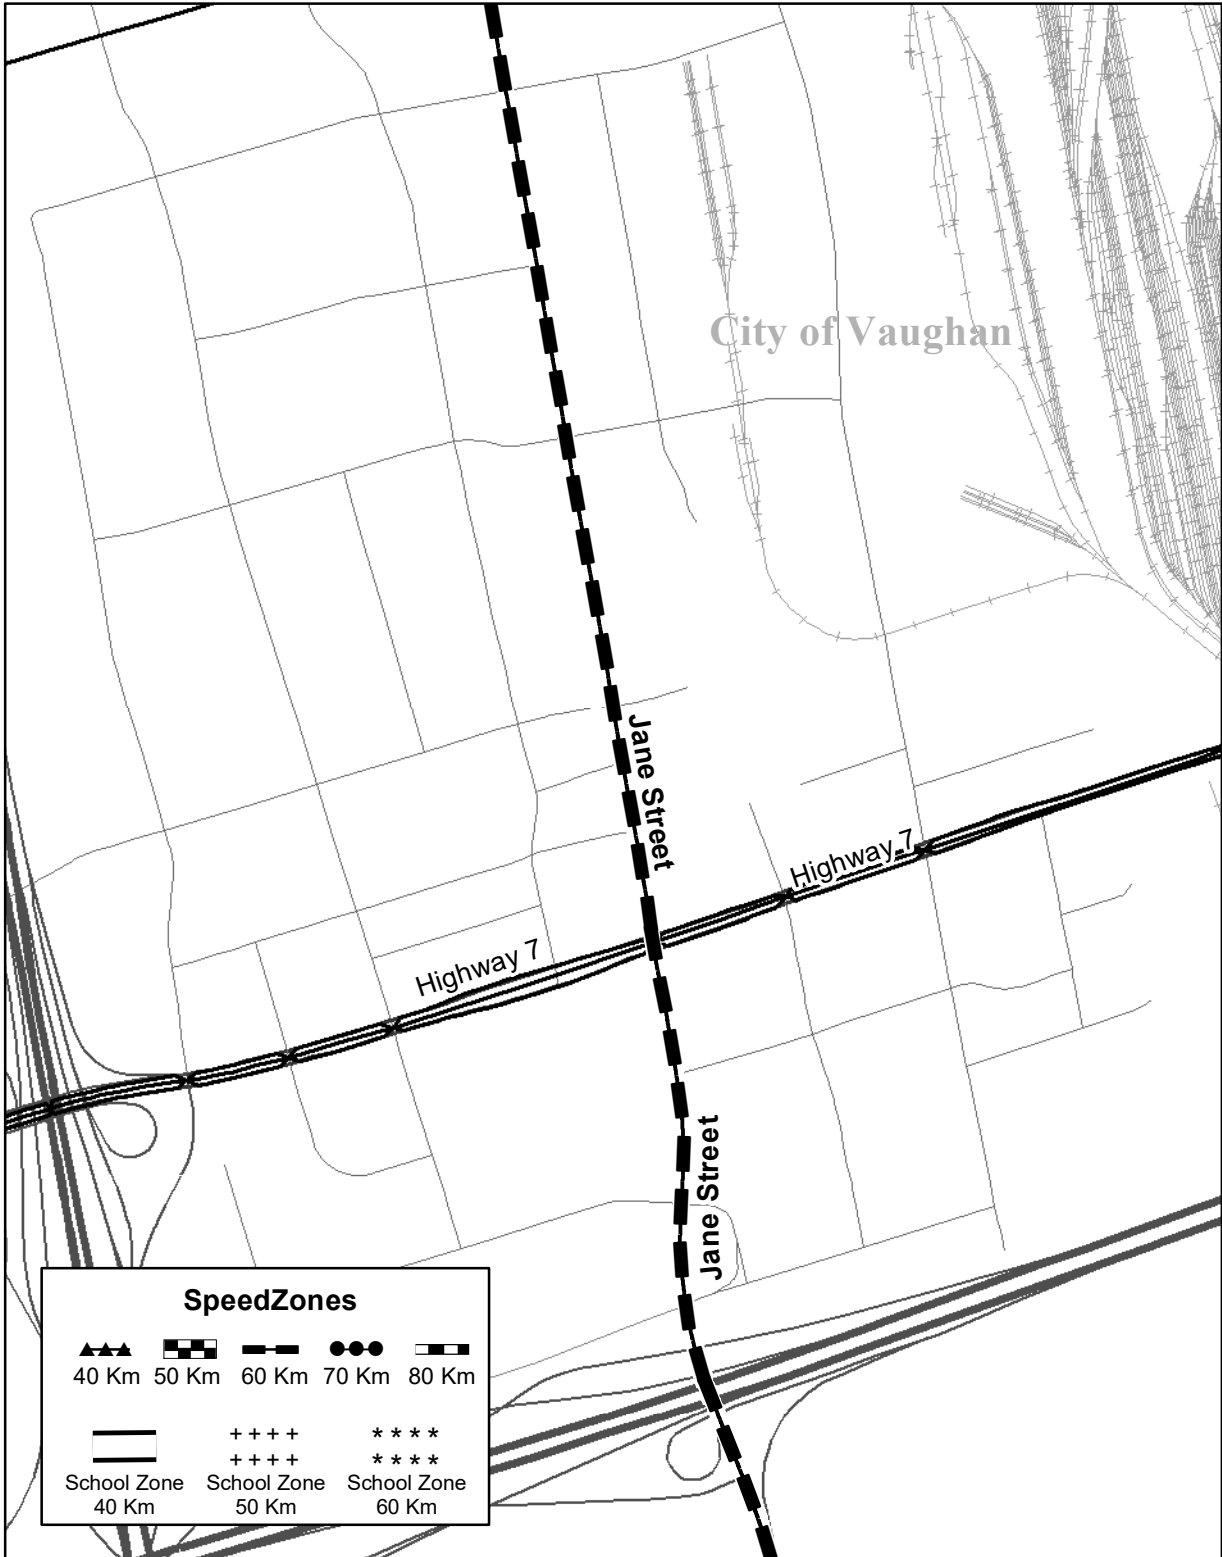 City of Vaughan
Jane Street
Highway 7
Highway 7
Jane Street
SpeedZones
40 Km 50 Km 60 Km 70 Km 80 Km
+ + + + * * * *
+ + + + * * * *
School Zone School Zone School Zone
40 Km 50 Km 60 Km